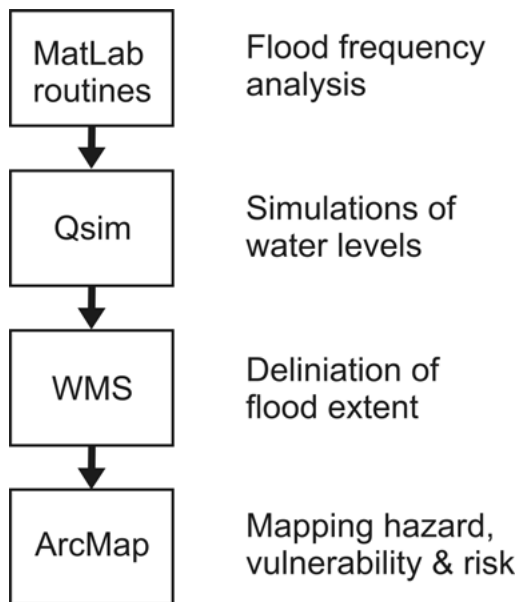 MatLab
routines
Flood frequency
analysis
Qsim
Simulations of
water levels
WMS
Deliniation of
flood extent
ArcMap
Mapping hazard,
vulnerability & risk